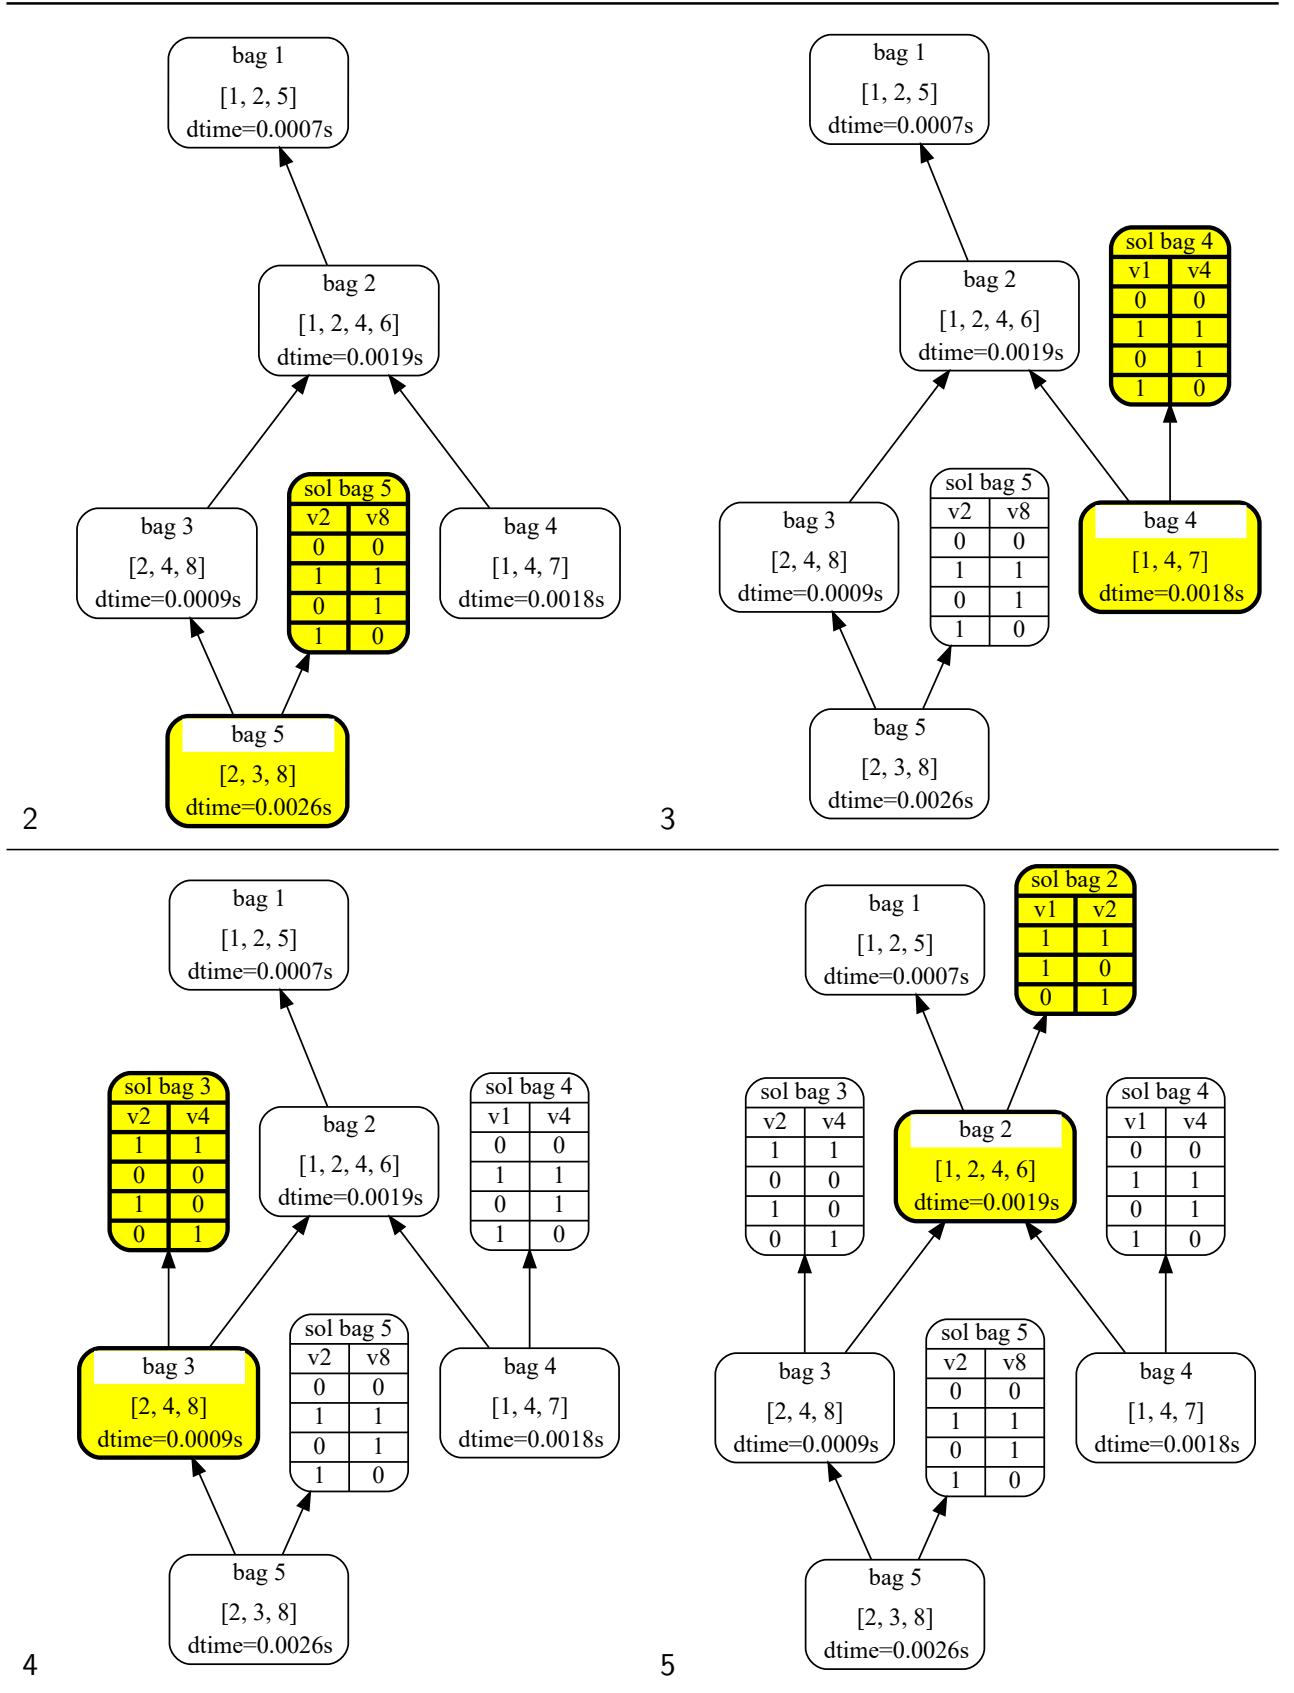 bag 1
[1, 2, 5]
dtime=0.0007s
bag 2
[1, 2, 4, 6]
dtime=0.0019s
bag 3
[2, 4, 8]
dtime=0.0009s
sol bag 5
v2 v8
0 0
1 1
0 1
1 0
bag 4
[1, 4, 7]
dtime=0.0018s
bag 5
[2, 3, 8]
dtime=0.0026s
2
bag 1
[1, 2, 5]
dtime=0.0007s
bag 2
[1, 2, 4, 6]
dtime=0.0019s
sol bag 4
v1 v4
0 0
1 1
0 1
1 0
bag 3
[2, 4, 8]
dtime=0.0009s
sol bag 5
v2 v8
0 0
1 1
0 1
1 0
bag 4
[1, 4, 7]
dtime=0.0018s
bag 5
[2, 3, 8]
dtime=0.0026s
3
bag 1
[1, 2, 5]
dtime=0.0007s
sol bag 3
v2 v4
1 1
0 0
1 0
0 1
bag 2
[1, 2, 4, 6]
dtime=0.0019s
sol bag 4
v1 v4
0 0
1 1
0 1
1 0
bag 3
[2, 4, 8]
dtime=0.0009s
sol bag 5
v2 v8
0 0
1 1
0 1
1 0
bag 4
[1, 4, 7]
dtime=0.0018s
bag 5
[2, 3, 8]
dtime=0.0026s
4
bag 1
[1, 2, 5]
dtime=0.0007s
sol bag 2
v1 v2
1 1
1 0
0 1
sol bag 3
v2 v4
1 1
0 0
1 0
0 1
bag 2
[1, 2, 4, 6]
dtime=0.0019s
sol bag 4
v1 v4
0 0
1 1
0 1
1 0
bag 3
[2, 4, 8]
dtime=0.0009s
sol bag 5
v2 v8
0 0
1 1
0 1
1 0
bag 4
[1, 4, 7]
dtime=0.0018s
bag 5
[2, 3, 8]
dtime=0.0026s
5